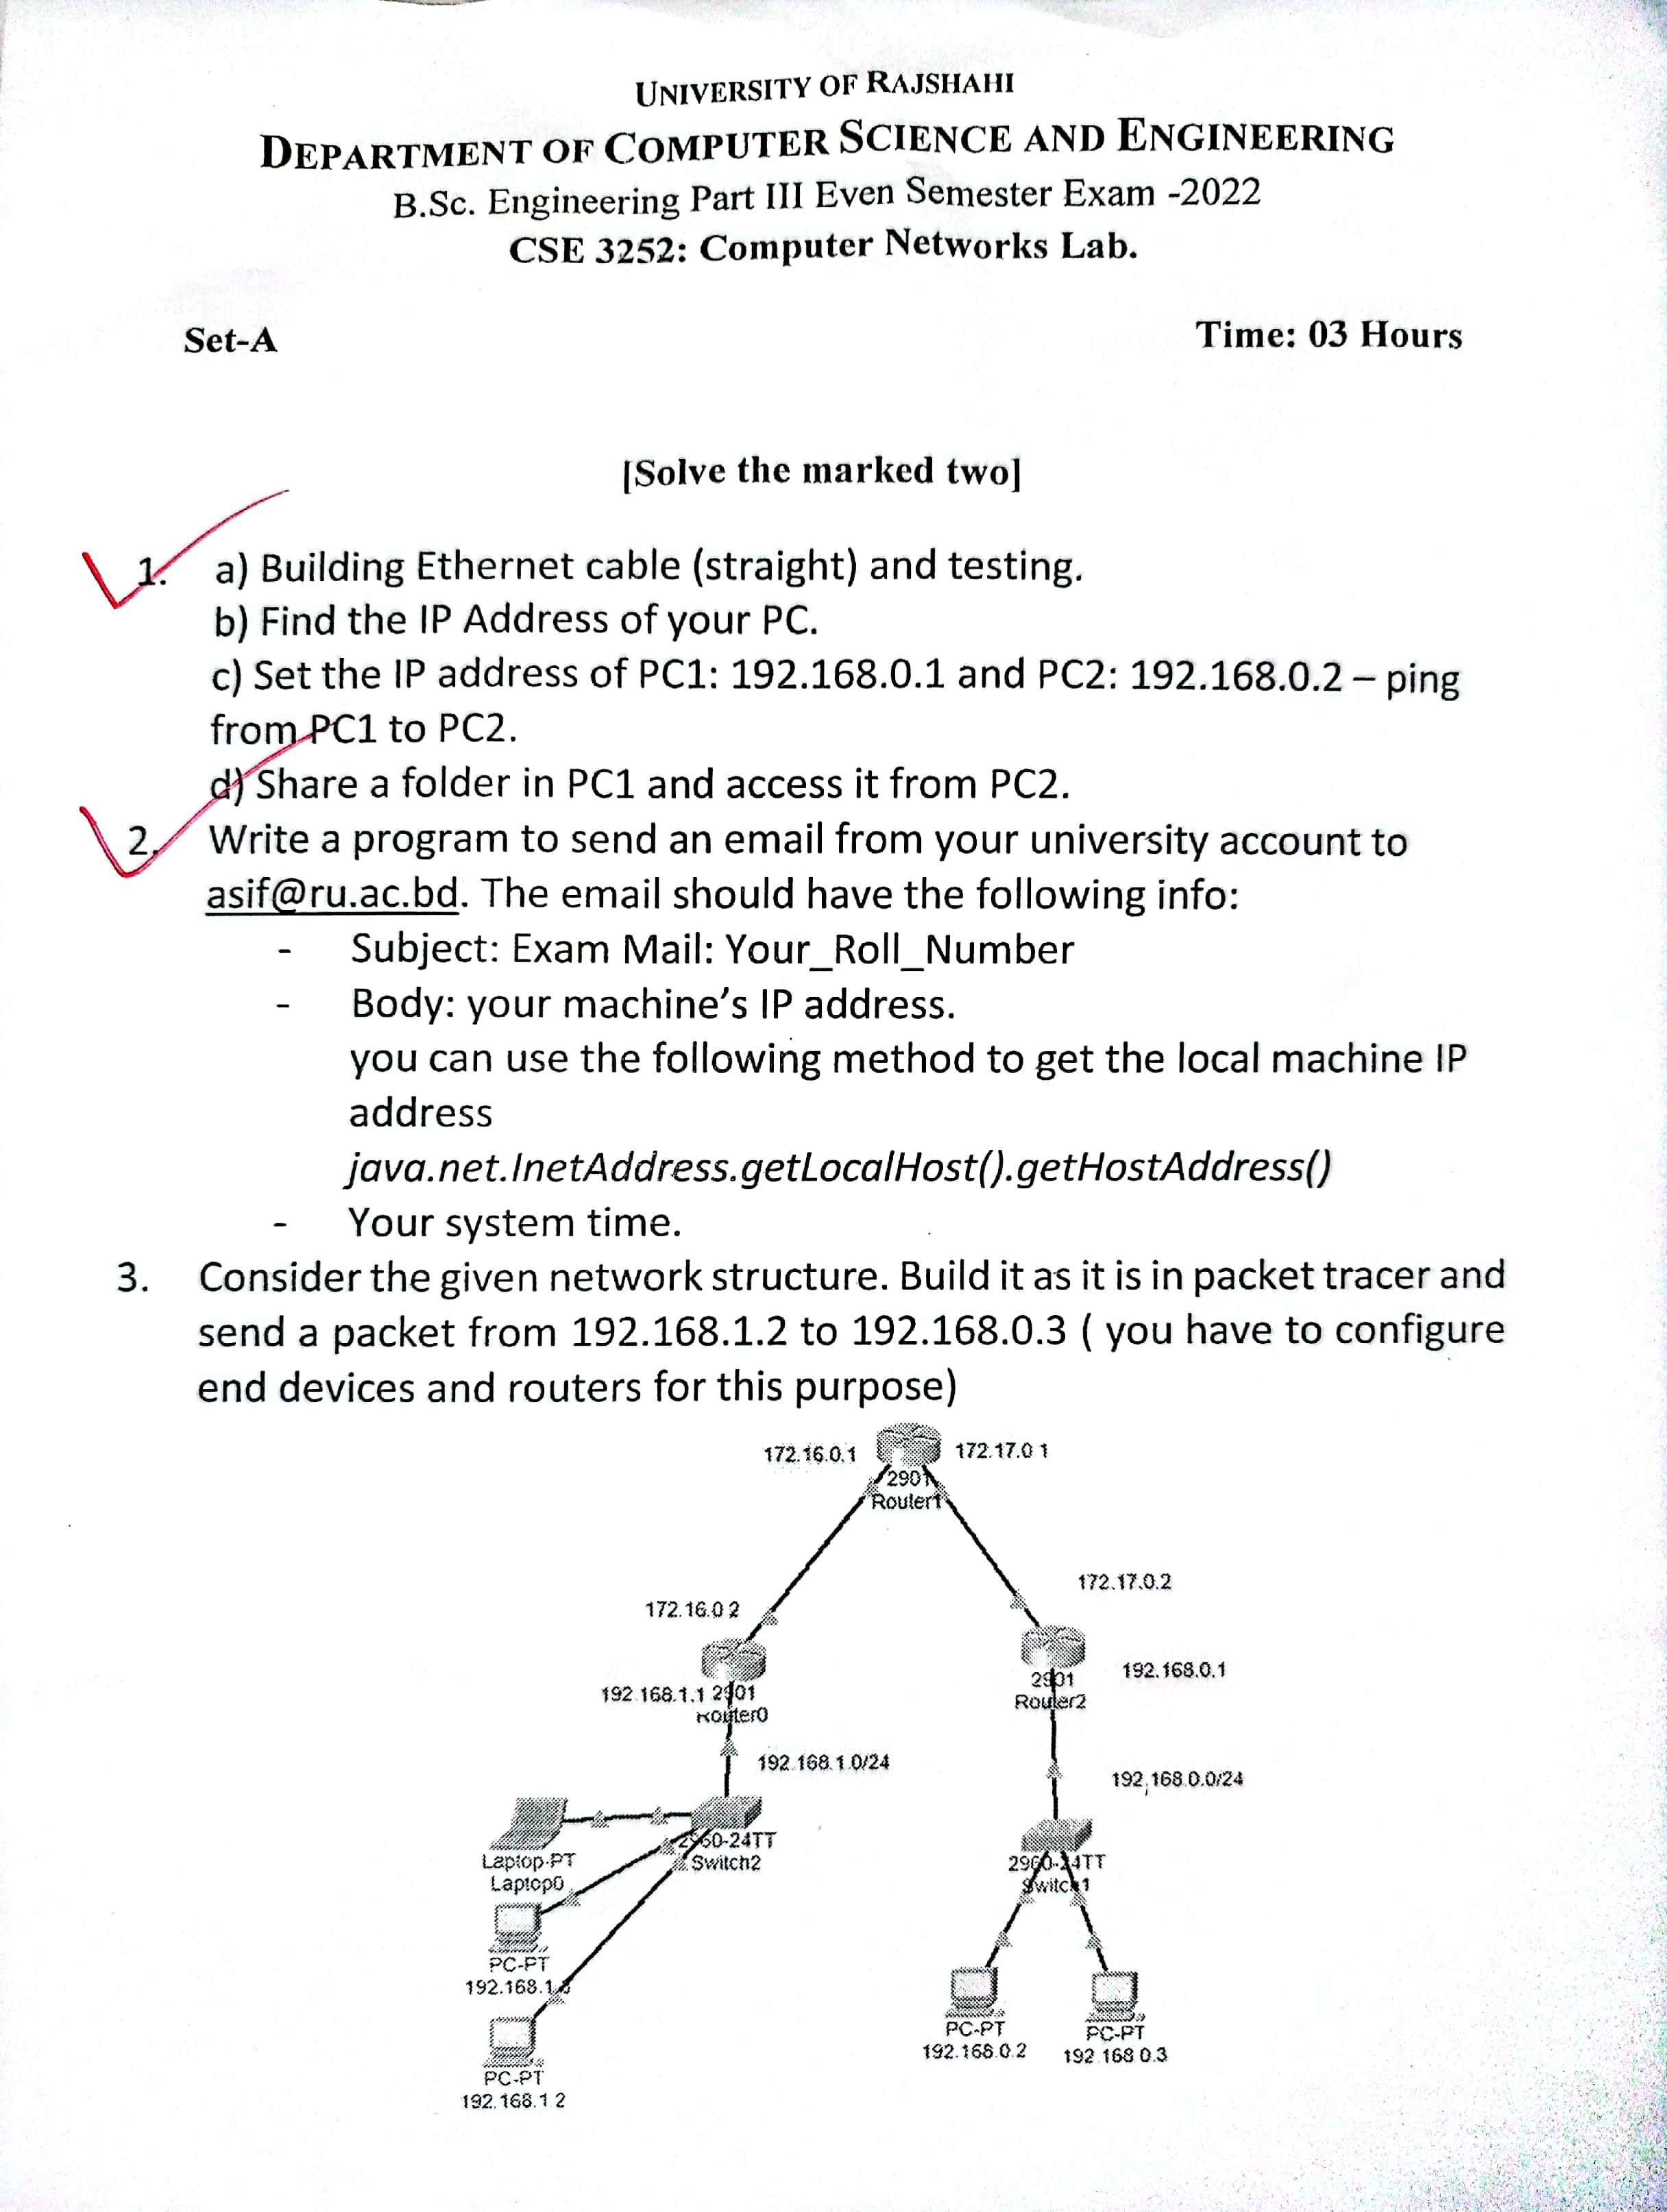 UNIVERSITY OF RAJSHAHI
DEPARTMENT OF COMPUTER SCIENCE AND ENGINEERING
B.Sc. Engineering Part III Even Semester Exam -2022
CSE 3252: Computer Networks Lab.
Set-A
Time: 03 Hours
[Solve the marked two]
1. a) Building Ethernet cable (straight) and testing.
b) Find the IP Address of your PC.
c) Set the IP address of PC1: 192.168.0.1 and PC2: 192.168.0.2 – ping
from PC1 to PC2.
d) Share a folder in PC1 and access it from PC2.
2. Write a program to send an email from your university account to
asif@ru.ac.bd. The email should have the following info:
- Subject: Exam Mail: Your_Roll_Number
- Body: your machine's IP address.
you can use the following method to get the local machine IP
address
java.net.InetAddress.getLocalHost().getHostAddress()
- Your system time.
3. Consider the given network structure. Build it as it is in packet tracer and
send a packet from 192.168.1.2 to 192.168.0.3 ( you have to configure
end devices and routers for this purpose)
172.16.0.1
172.17.0 1
2901
Router1
172.17.0.2
172.16.0 2
192.168.1.1 2901
Router0
2901
Router2
192.168.0.1
192.168.1.0/24
192.168.0.0/24
2960-24TT
Switch2
Laptop-PT
Laptop0
2960-24TT
Switch1
PC-PT
PC-PT
192.168.1 2
PC-PT
192.168.0.2
PC-PT
192 168 0.3